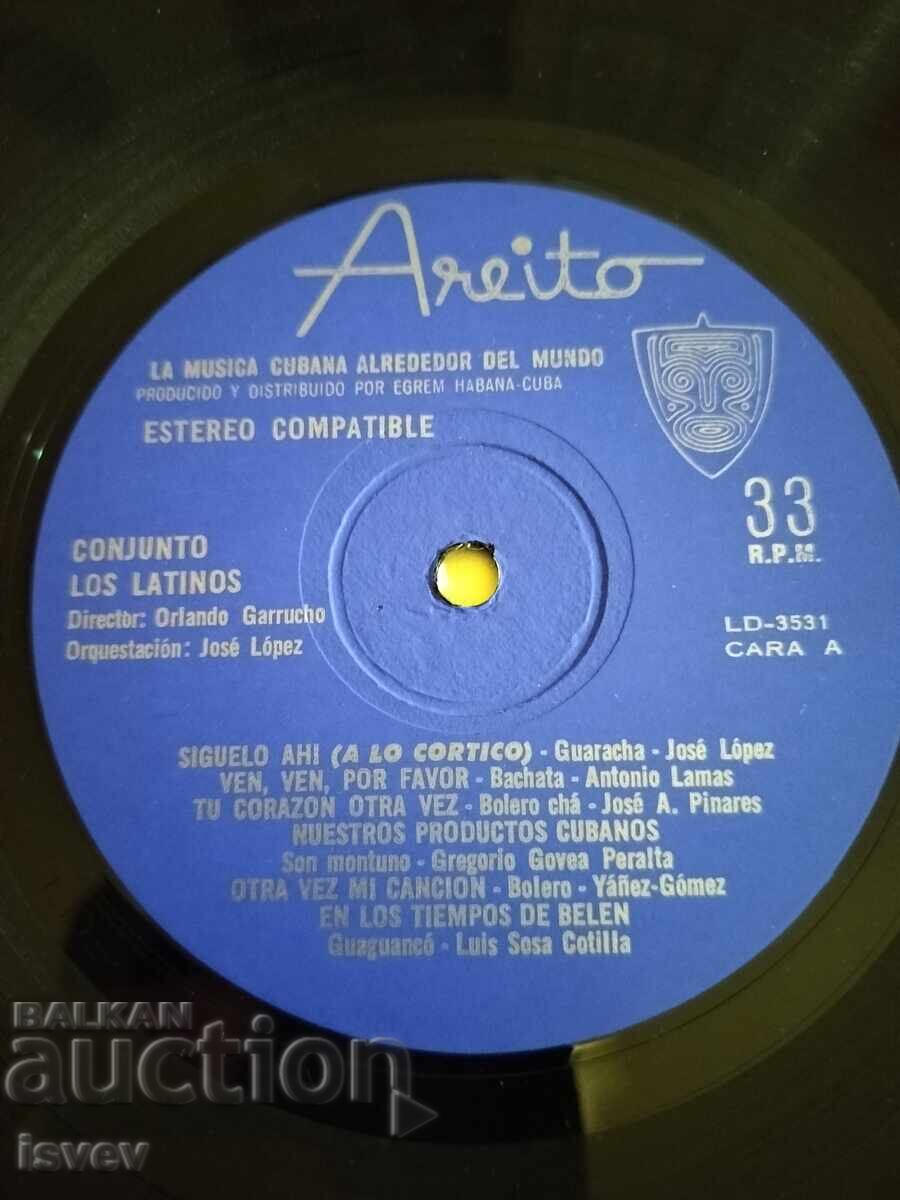 Areito
LA MUSICA CUBANA ALREDEDOR DEL MUNDO
PRODUCIDO Y DISTRIBUIDO POR EGREM HABANA-CUBA
ESTEREO COMPATIBLE
33
R.P.M.
CONJUNTO
LOS LATINOS
Director: Orlando Garrucho
Orquestación: José López
LD-3531
CARA A
SIGUELO AHI (A LO CORTICO) - Guaracha - José López
VEN, VEN, POR FAVOR - Bachata - Antonio Lamas
TU CORAZON OTRA VEZ - Bolero chá - José A. Pinares
NUESTROS PRODUCTOS CUBANOS
Son montuno - Gregorio Govea Peralta
OTRA VEZ MI CANCION - Bolero - Yáñez-Gómez
EN LOS TIEMPOS DE BELEN
Guaguancó - Luis Sosa Cotilla
BALKAN
auction
isvev